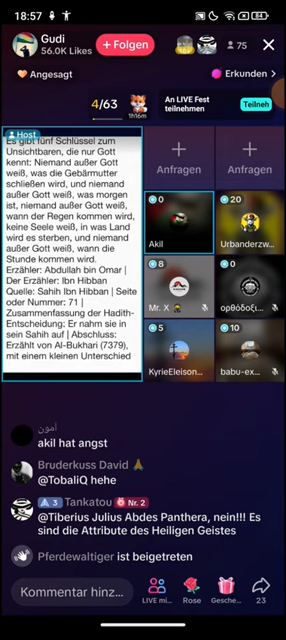 18:57
84
Gudi
56.0K Likes
+ Folgen
75
Angesagt
Erkunden >
4/63
1h16m
An LIVE Fest teilnehmen
Teilneh
Host
Es gibt fünf Schlüssel zum
Unsichtbaren, die nur Gott
kennt: Niemand außer Gott
weiß, was die Gebärmutter
schließen wird, und niemand
außer Gott weiß, was morgen
ist, niemand außer Gott weiß,
wann der Regen kommen wird,
keine Seele weiß, in was Land
wird es sterben, und niemand
außer Gott weiß, wann die
Stunde kommen wird.
Erzähler: Abdullah bin Omar |
Der Erzähler: Ibn Hibban
Quelle: Sahih Ibn Hibban | Seite
oder Nummer: 71 |
Zusammenfassung der Hadith-
Entscheidung: Er nahm sie in
sein Sahih auf | Abschluss:
Erzählt von Al-Bukhari (7379),
mit einem kleinen Unterschied
+ Anfragen
+ Anfragen
0
Akil
20
Urbanderzw...
8
Mr. X
0
ορθόδοξι...
5
KyrieEleison...
10
babu-ex...
آمون
akil hat angst
Bruderkuss David
@TobaliQ hehe
3 Tankatou Nr. 2
@Tiberius Julius Abdes Panthera, nein!!! Es
sind die Attribute des Heiligen Geistes
Pferdewaltiger ist beigetreten
Kommentar hinz...
LIVE mi...
Rose
Gesche...
23